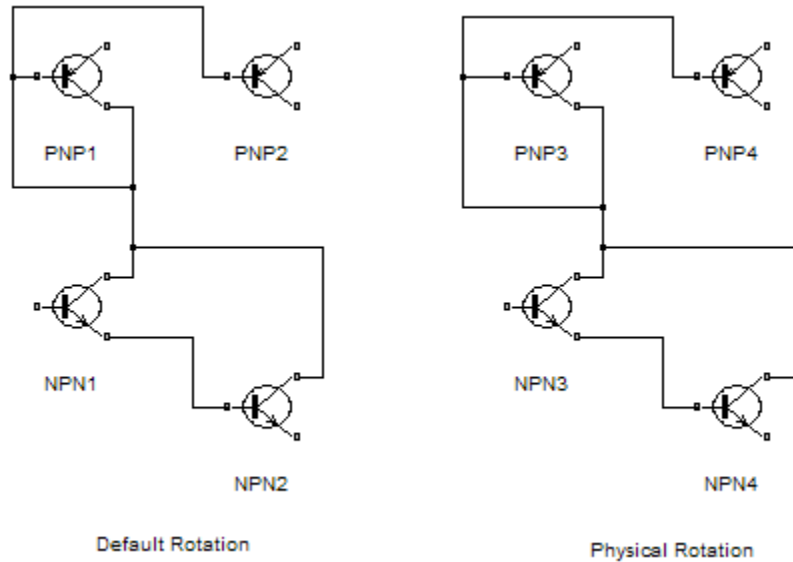 PNP1
PNP2
PNP3
PNP4
NPN1
NPN3
NPN2
NPN4
Default Rotation
Physical Rotation